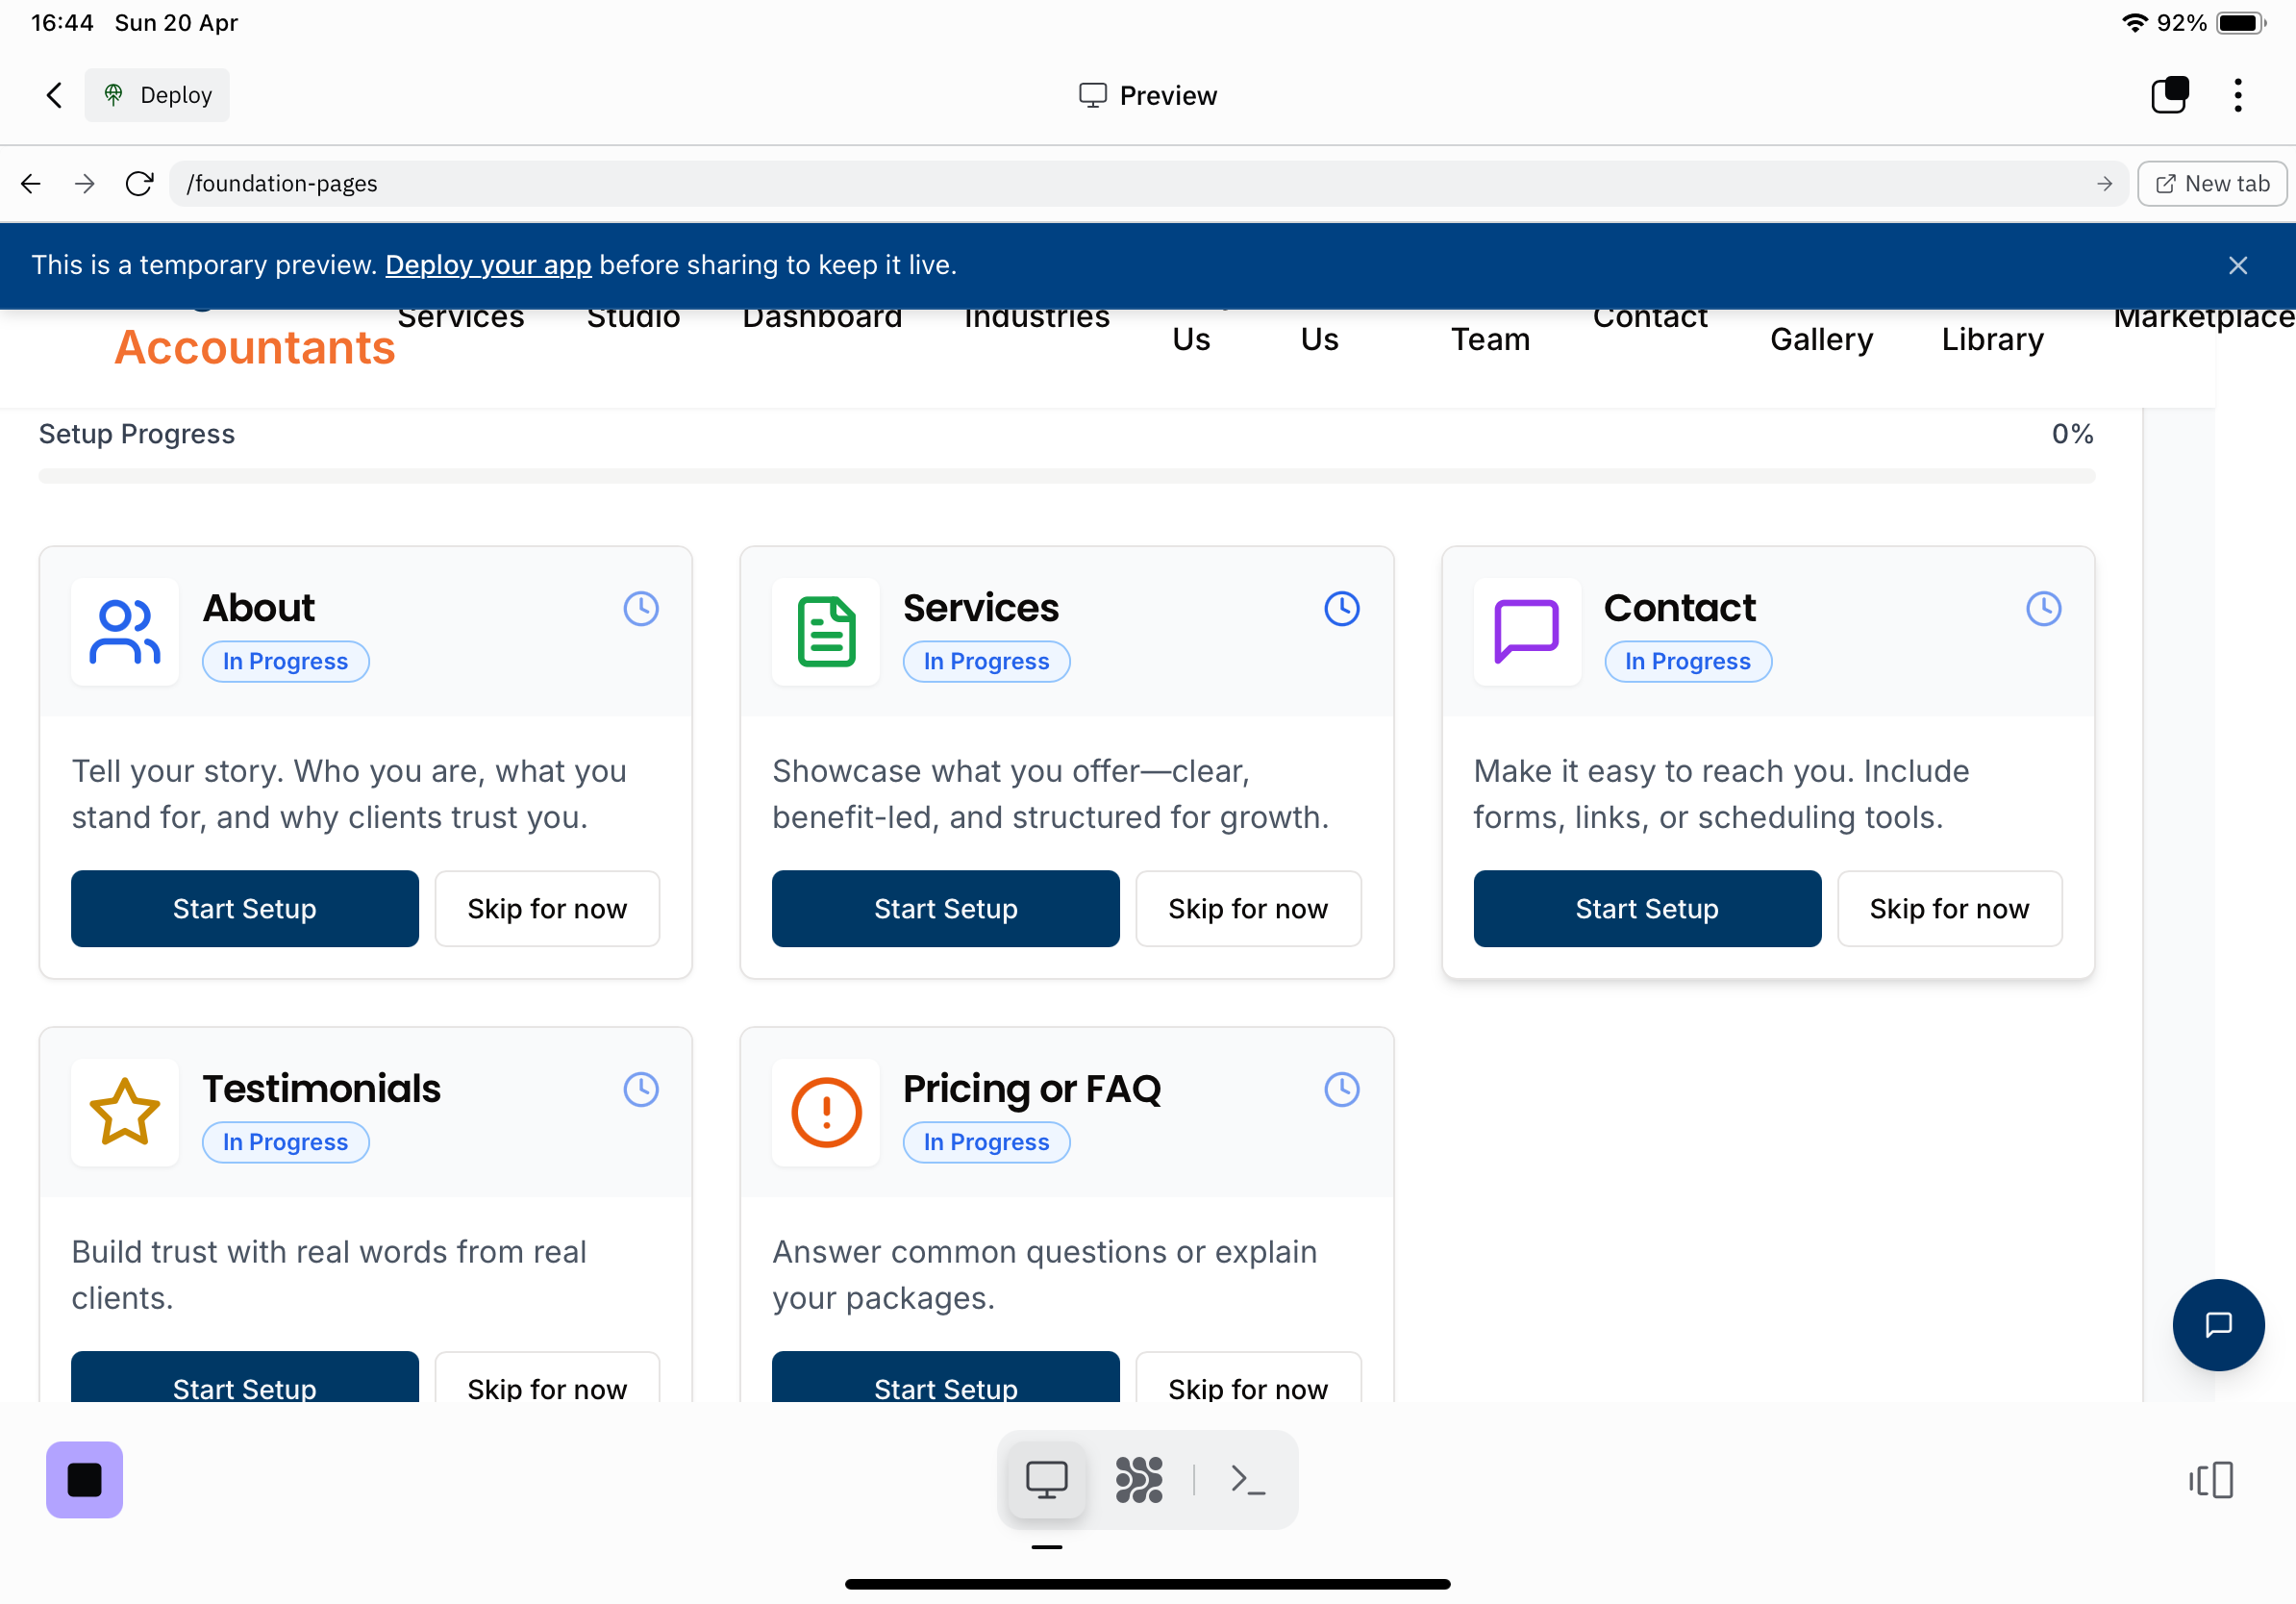 16:44 Sun 20 Apr 92%
Deploy Preview
/foundation-pages New tab
This is a temporary preview. Deploy your app before sharing to keep it live.
Services Studio Dashboard Industries Contact Marketplace
Accountants Us Us Team Gallery Library
Setup Progress 0%
About
In Progress
Tell your story. Who you are, what you
stand for, and why clients trust you.
Start Setup Skip for now
Services
In Progress
Showcase what you offer—clear,
benefit-led, and structured for growth.
Start Setup Skip for now
Contact
In Progress
Make it easy to reach you. Include
forms, links, or scheduling tools.
Start Setup Skip for now
Testimonials
In Progress
Build trust with real words from real
clients.
Start Setup Skip for now
Pricing or FAQ
In Progress
Answer common questions or explain
your packages.
Start Setup Skip for now